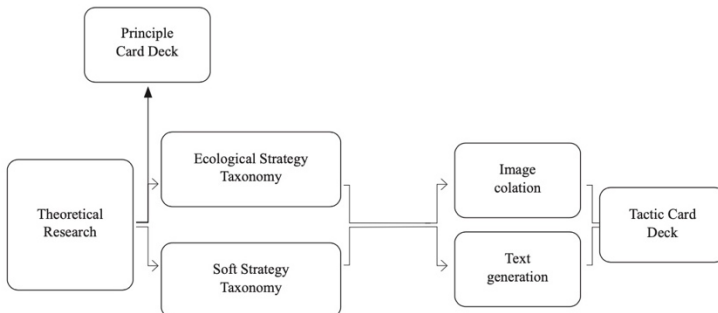 Principle
Card Deck
Theoretical
Research
Ecological Strategy
Taxonomy
Soft Strategy
Taxonomy
Image
colation
Text
generation
Tactic Card
Deck